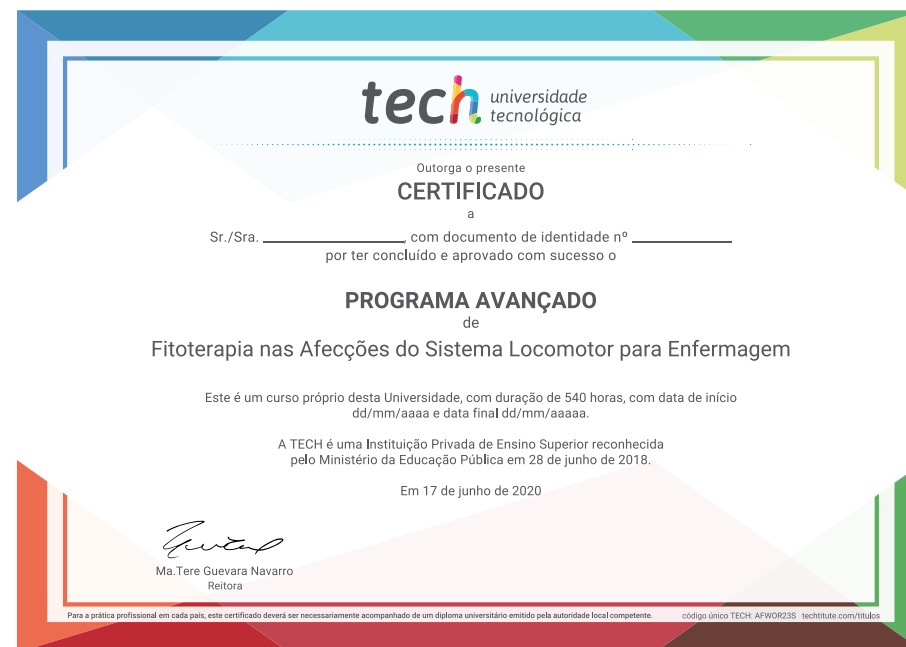 tech universidade
tecnológica
Outorga o presente
CERTIFICADO
a
Sr./Sra. ____________________, com documento de identidade nº ______________
por ter concluído e aprovado com sucesso o
PROGRAMA AVANÇADO
de
Fitoterapia nas Afecções do Sistema Locomotor para Enfermagem
Este é um curso próprio desta Universidade, com duração de 540 horas, com data de início
dd/mm/aaaa e data final dd/mm/aaaaa.
A TECH é uma Instituição Privada de Ensino Superior reconhecida
pelo Ministério da Educação Pública em 28 de junho de 2018.
Em 17 de junho de 2020
Ma.Tere Guevara Navarro
Reitora
Para a prática profissional em cada país, este certificado deverá ser necessariamente acompanhado de um diploma universitário emitido pela autoridade local competente. código único TECH: AFWOR23S techtitute.com/titulos